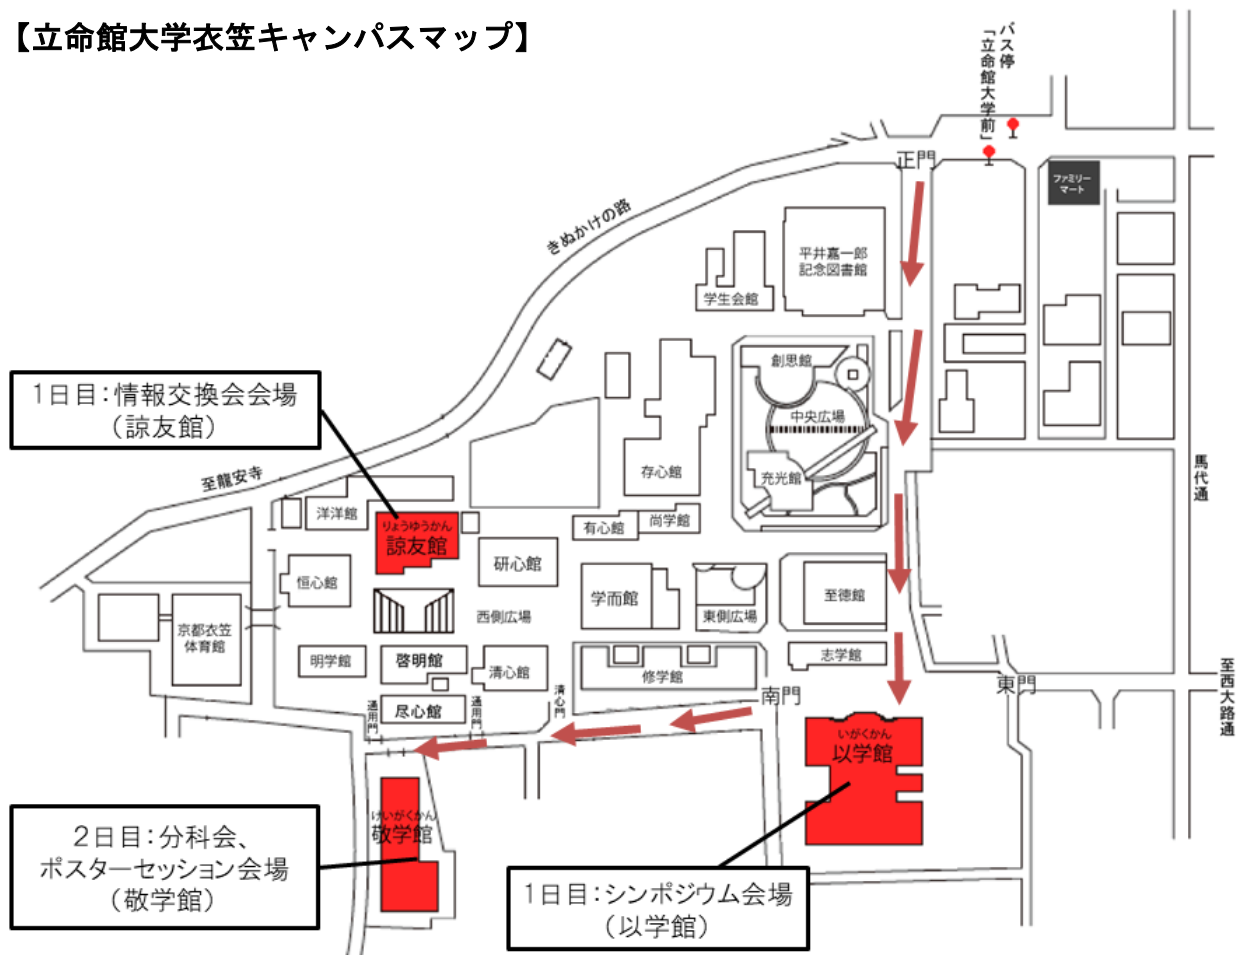 【立命館大学衣笠キャンパスマップ】
バス停
「立命館大学前」
正門
ファミリー
マート
きぬかけの路
平井嘉一郎
記念図書館
学生会館
創思館
中央広場
1日目：情報交換会会場
（諒友館）
存心館
充光館
至龍安寺
馬代通
洋洋館
りょうゆうかん
諒友館
有心館
尚学館
研心館
恒心館
学而館
東側広場
至徳館
西側広場
京都衣笠
体育館
明学館
啓明館
清心館
修学館
志学館
至西大路通
東門
南門
清心門
尽心館
通用門
通用門
いがくかん
以学館
けいがくかん
敬学館
2日目：分科会、
ポスターセッション会場
（敬学館）
1日目：シンポジウム会場
（以学館）